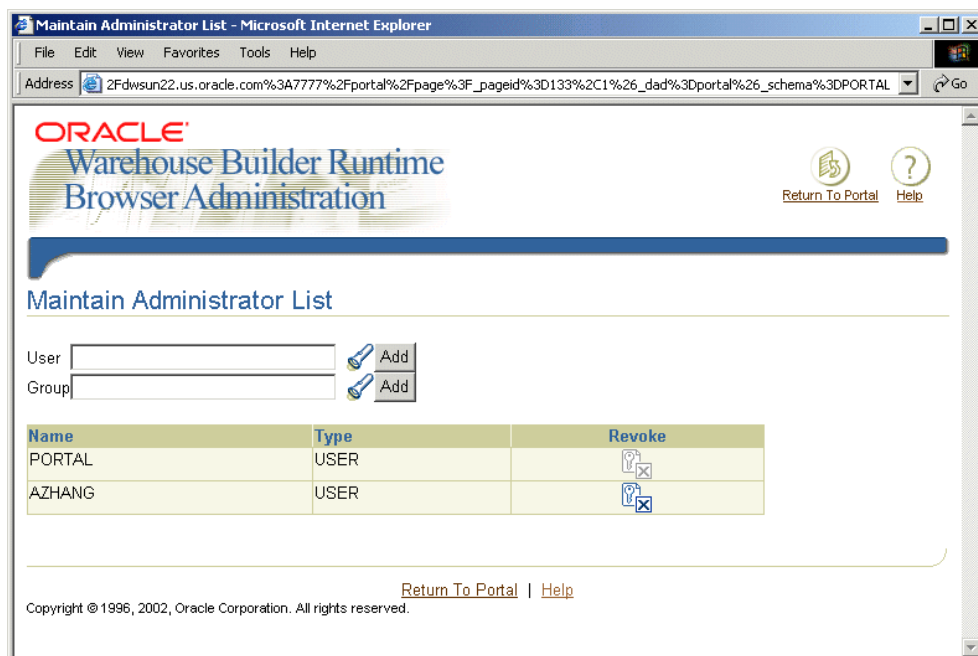 Maintain Administrator List - Microsoft Internet Explorer
File Edit View Favorites Tools Help
Address 2Fdwsun22.us.oracle.com%3A7777%2Fportal%2Fpage%3F_pageid%3D133%2C1%26_dad%3Dportal%26_schema%3DPORTAL Go
ORACLE'
Warehouse Builder Runtime
Browser Administration
Return To Portal Help
Maintain Administrator List
User Add
Group Add
Name Type Revoke
PORTAL USER
AZHANG USER
Return To Portal | Help
Copyright © 1996, 2002, Oracle Corporation. All rights reserved.